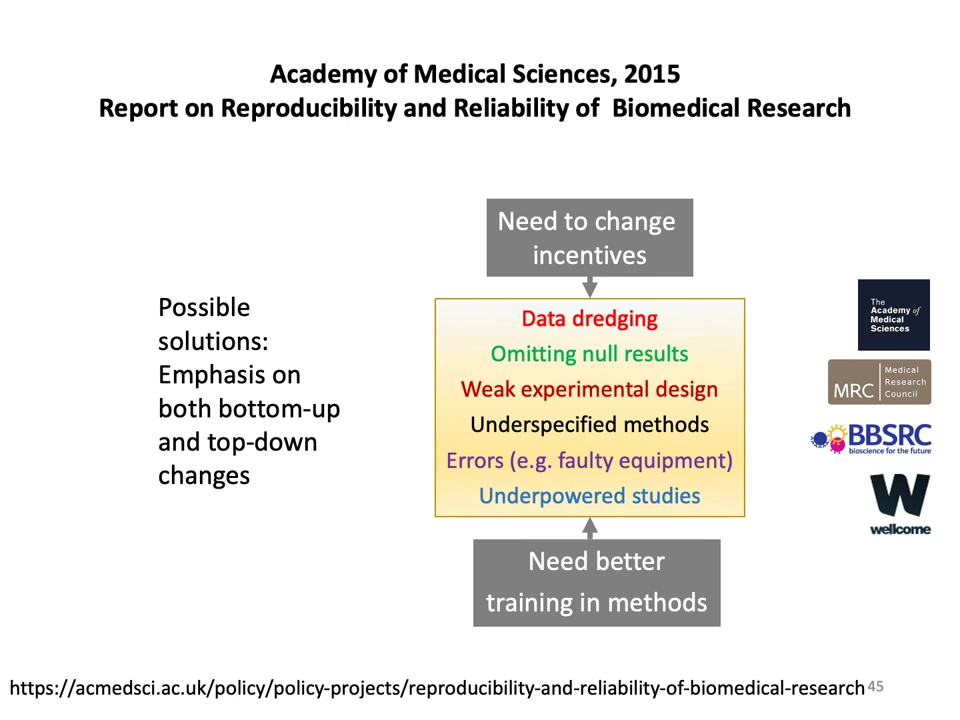 Academy of Medical Sciences, 2015
Report on Reproducibility and Reliability of Biomedical Research
Need to change
incentives
Possible
solutions:
Emphasis on
both bottom-up
and top-down
changes
Data dredging
Omitting null results
Weak experimental design
Underspecified methods
Errors (e.g. faulty equipment)
Underpowered studies
Need better
training in methods
The
Academy of
Medical
Sciences
MRC
Medical
Research
Council
BBSRC
bioscience for the future
W
wellcome
https://acmedsci.ac.uk/policy/policy-projects/reproducibility-and-reliability-of-biomedical-research
45